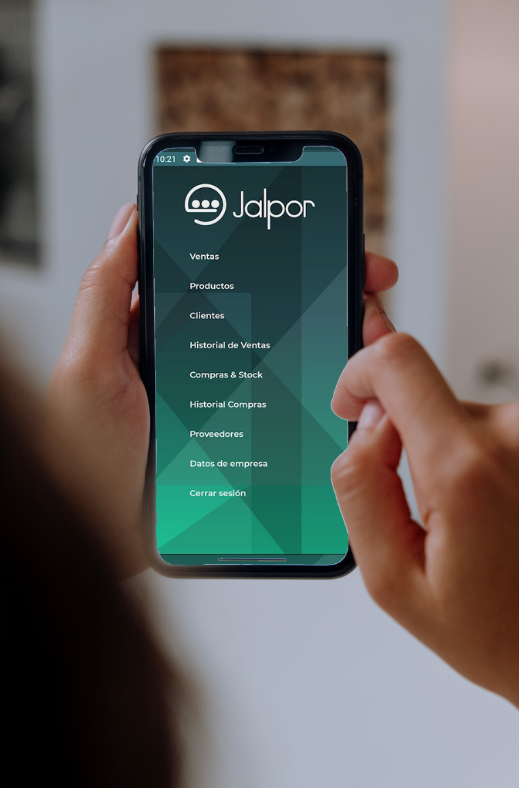 10:21
Jalpor
Ventas
Productos
Clientes
Historial de Ventas
Compras & Stock
Historial Compras
Proveedores
Datos de empresa
Cerrar sesión